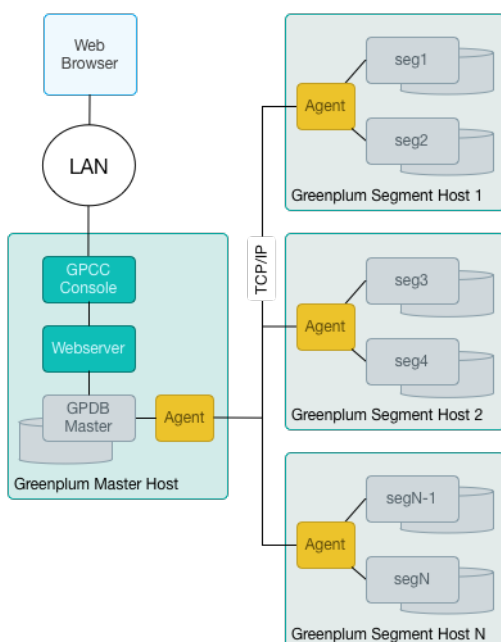 Web
Browser
LAN
GPCC
Console
Webserver
GPDB
Master
Agent
Greenplum Master Host
TCP/IP
Agent
seg1
seg2
Greenplum Segment Host 1
Agent
seg3
seg4
Greenplum Segment Host 2
Agent
segN-1
segN
Greenplum Segment Host N